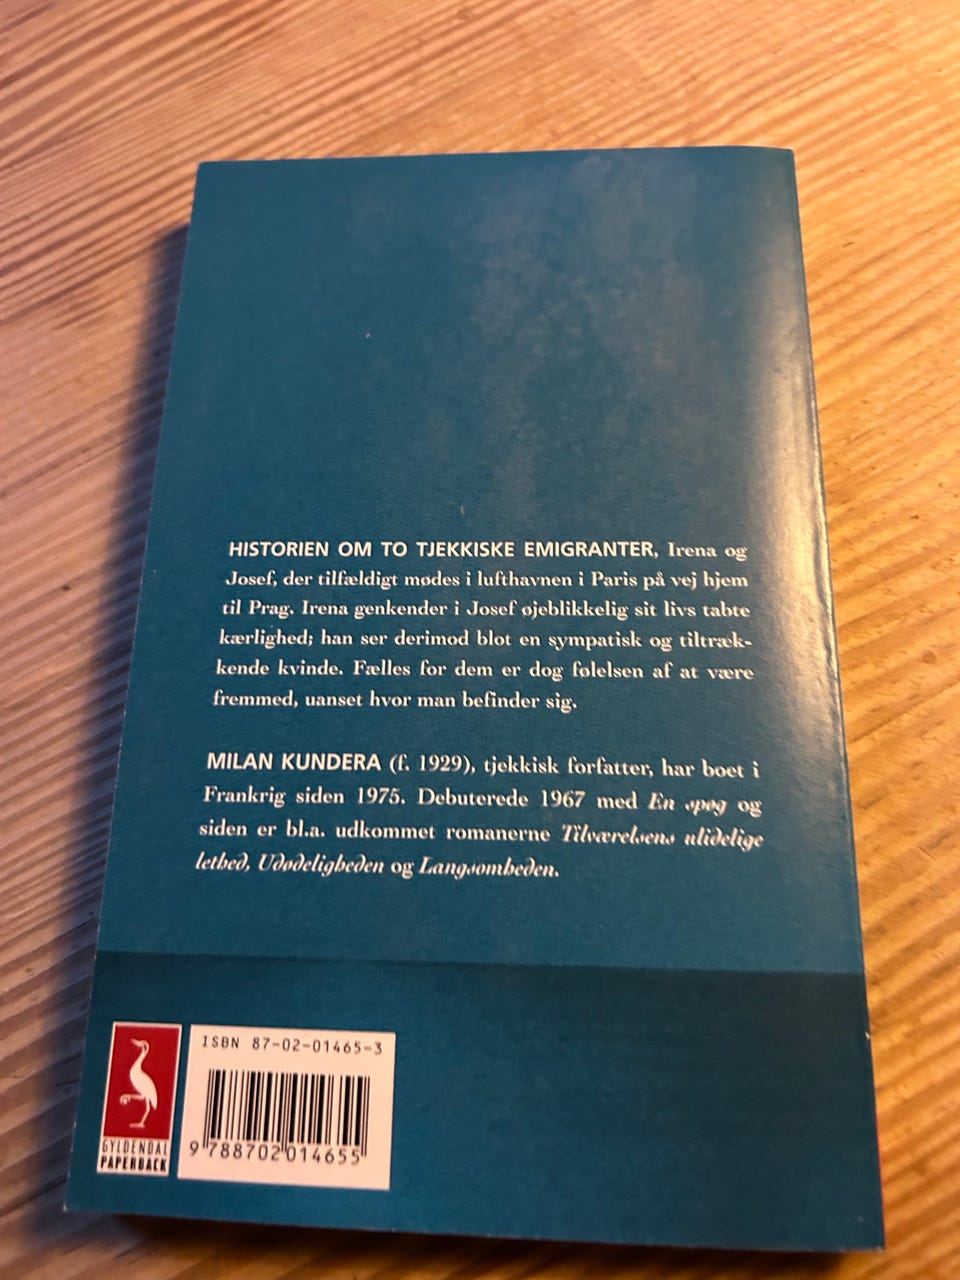 HISTORIEN OM TO TJEKKISKE EMIGRANTER, Irena og
Josef, der tilfældigt mødes i lufthavnen i Paris på vej hjem
til Prag. Irena genkender i Josef øjeblikkelig sit livs tabte
kærlighed; han ser derimod blot en sympatisk og tiltræk-
kende kvinde. Fælles for dem er dog følelsen af at være
fremmed, uanset hvor man befinder sig.
MILAN KUNDERA (f. 1929), tjekkisk forfatter, har boet i
Frankrig siden 1975. Debuterede 1967 med En spøg og
siden er bl.a. udkommet romanerne Tilværelsens ulidelige
lethed, Udødeligheden og Langsomheden.
ISBN 87-02-01465-3
9 788702 014655
GYLDENDAL
PAPERBACK